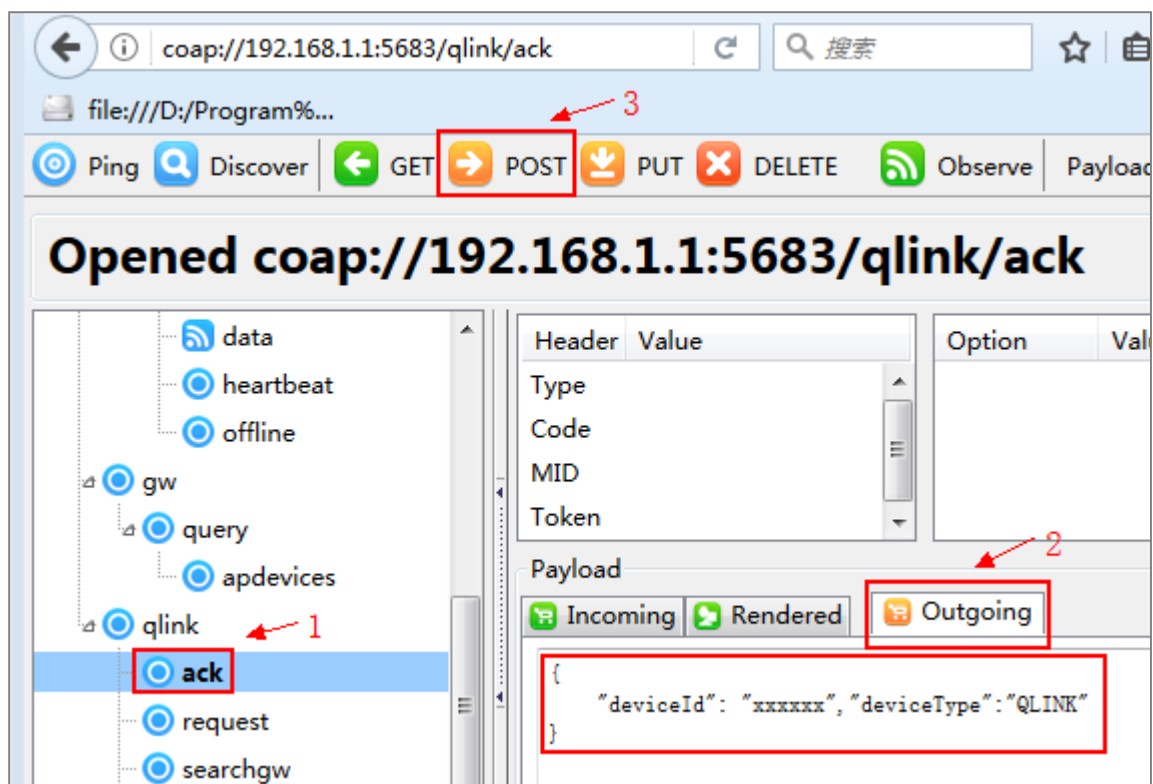 coap://192.168.1.1:5683/qlink/ack
搜索
file:///D:/Program%...
3
Ping Discover GET POST PUT DELETE Observe Payload
Opened coap://192.168.1.1:5683/qlink/ack
data
heartbeat
offline
gw
query
apdevices
qlink
1
ack
request
searchgw
Header Value
Type
Code
MID
Token
Option Val
2
Payload
Incoming Rendered Outgoing
{
"deviceId": "xxxxxx","deviceType":"QLINK"
}